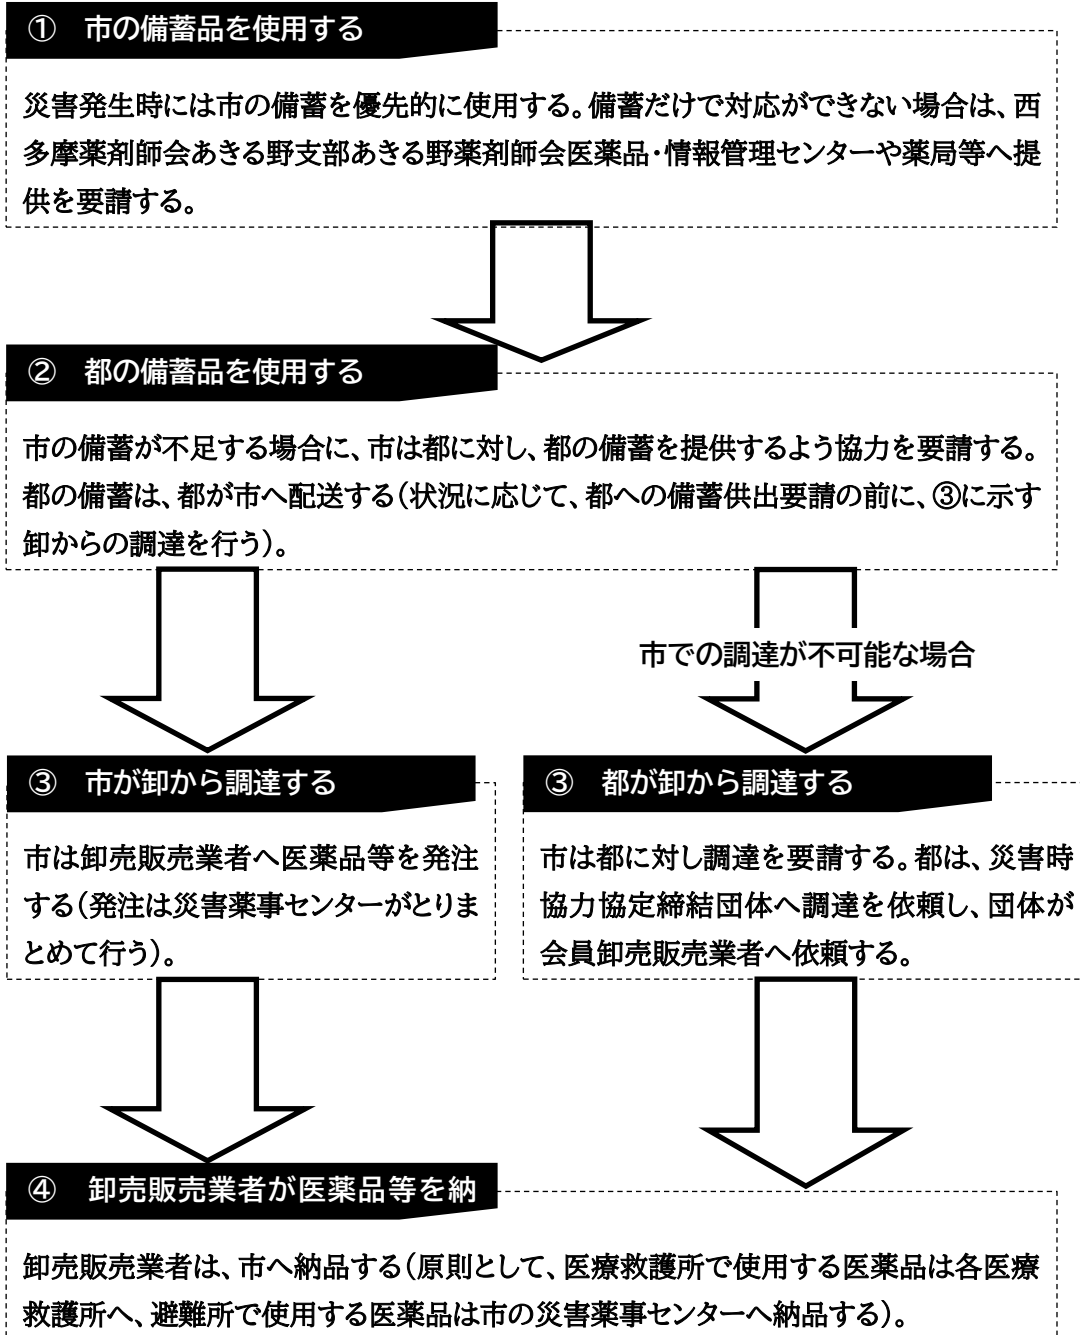 ① 市の備蓄品を使用する
災害発生時には市の備蓄を優先的に使用する。備蓄だけで対応ができない場合は、西
多摩薬剤師会あきる野支部あきる野薬剤師会医薬品・情報管理センターや薬局等へ提
供を要請する。
② 都の備蓄品を使用する
市の備蓄が不足する場合に、市は都に対し、都の備蓄を提供するよう協力を要請する。
都の備蓄は、都が市へ配送する（状況に応じて、都への備蓄供出要請の前に、③に示す
卸からの調達を行う）。
市での調達が不可能な場合
③ 市が卸から調達する
市は卸売販売業者へ医薬品等を発注
する（発注は災害薬事センターがとりま
とめて行う）。
③ 都が卸から調達する
市は都に対し調達を要請する。都は、災害時
協力協定締結団体へ調達を依頼し、団体が
会員卸売販売業者へ依頼する。
④ 卸売販売業者が医薬品等を納
卸売販売業者は、市へ納品する（原則として、医療救護所で使用する医薬品は各医療
救護所へ、避難所で使用する医薬品は市の災害薬事センターへ納品する）。